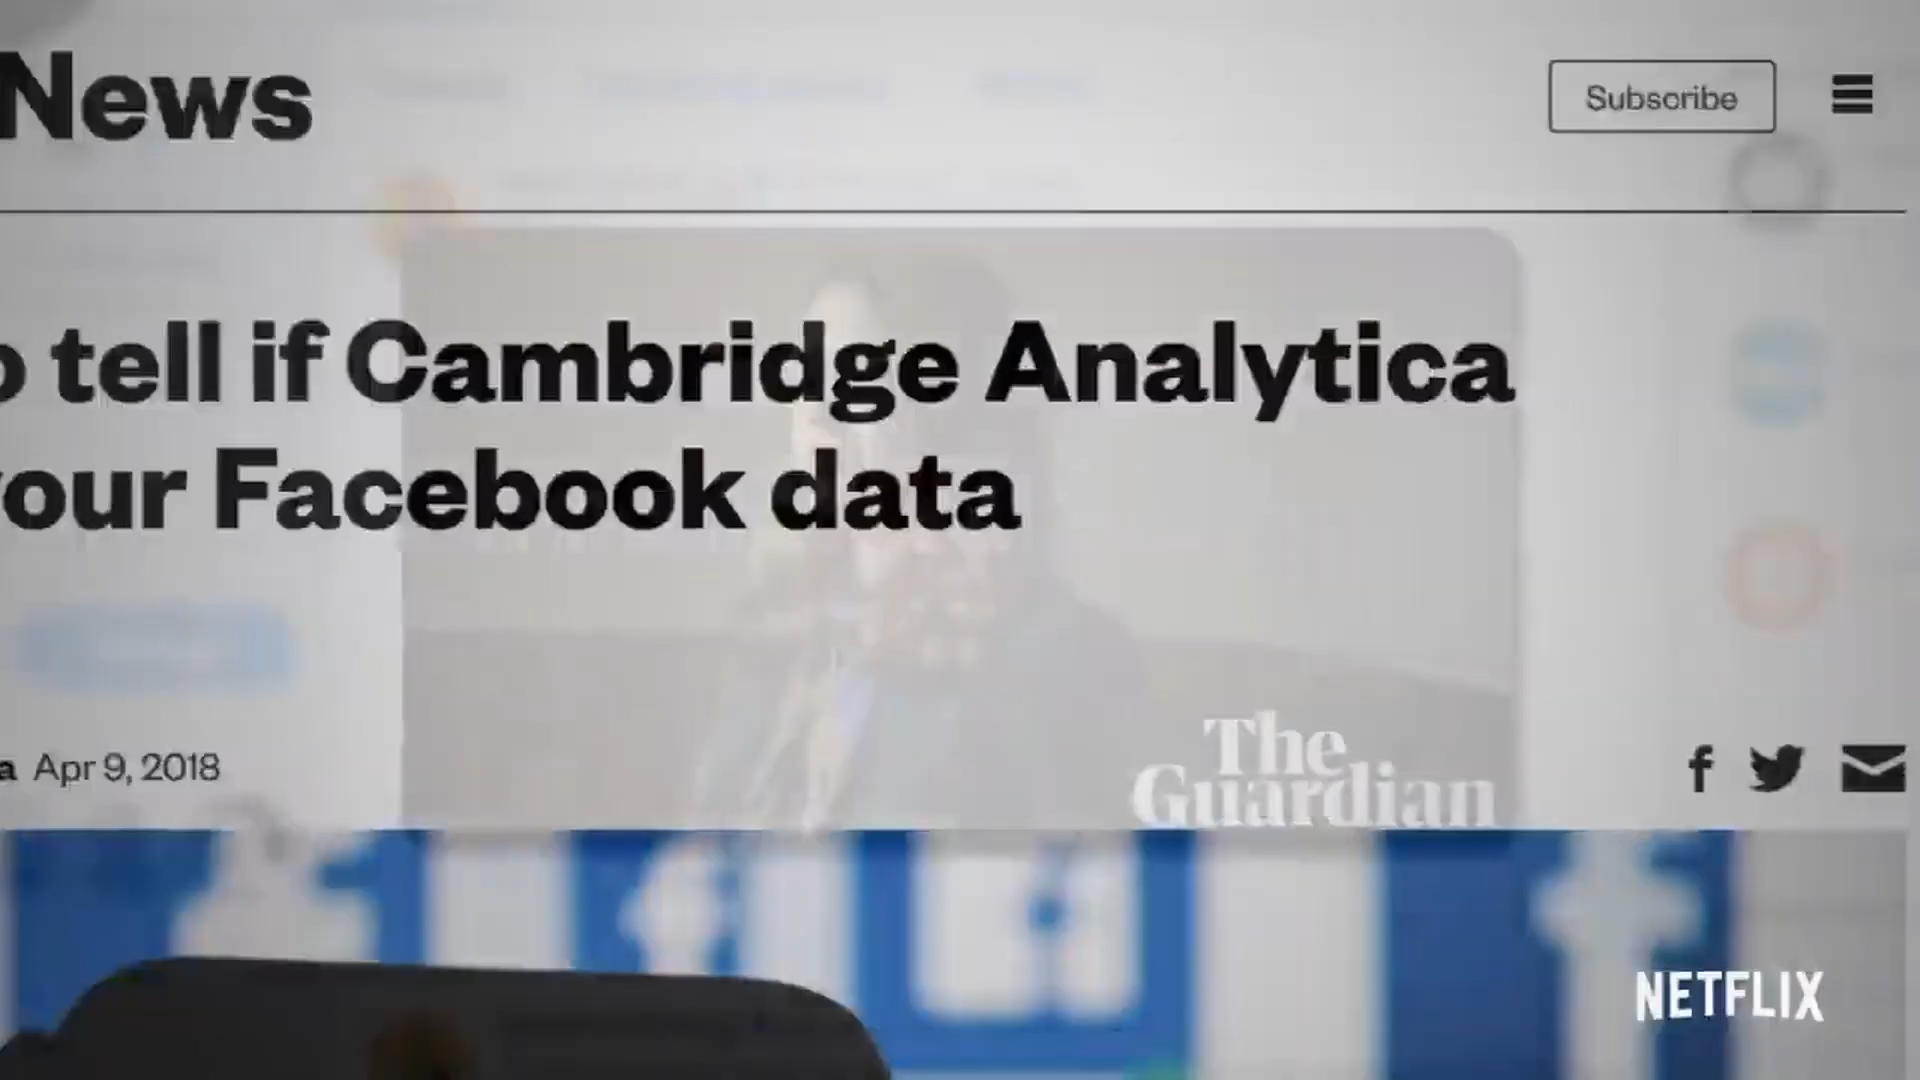 News
Subscribe
o tell if Cambridge Analytica
our Facebook data
a Apr 9, 2018
The
Guardian
NETFLIX